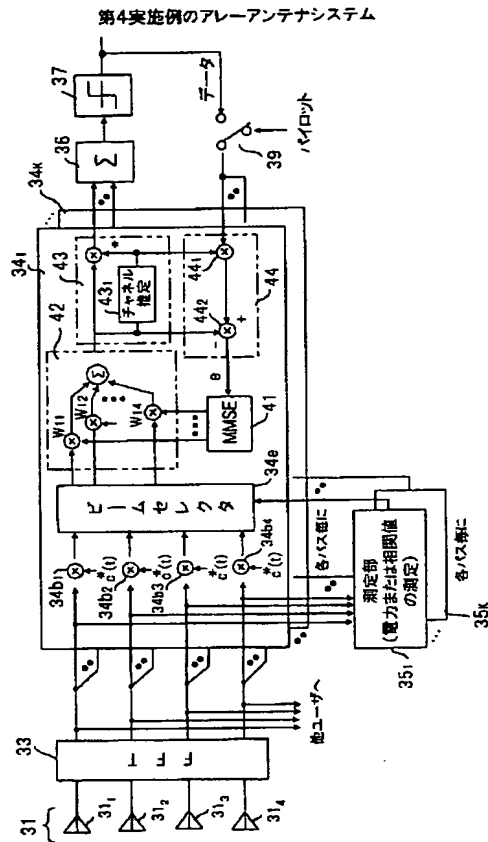 第4実施例のアレーアンテナシステム
31
31₁
31₂
31₃
31₄
33
FFT
他ユーザへ
34₁
34ₖ
34b₁
34b₂
34b₃
34b₄
c*(t)
c*(t)
c*(t)
c*(t)
34e
ビームセレクタ
42
W₁₁
W₁₂
W₁₄
Σ
41
MMSE
e
43
43₁
チャネル推定
*
44
44₁
44₂
+
-
36
Σ
37
データ
39
パイロット
各パス毎に
測定部
(電力または相関値
の測定)
35₁
各パス毎に
35ₖ